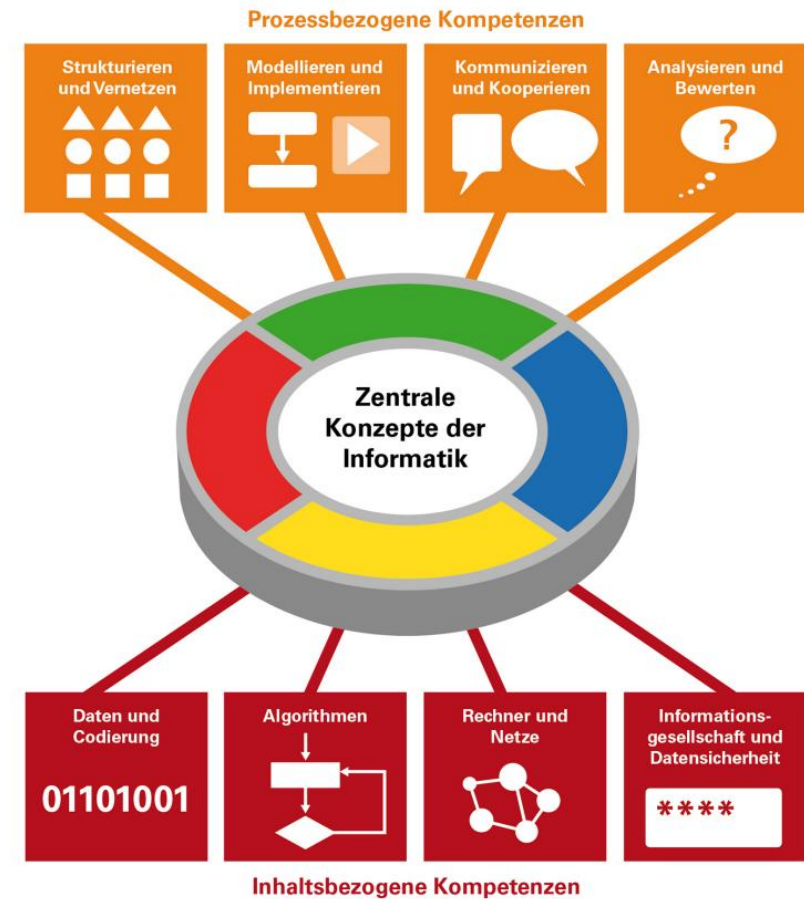 Prozessbezogene Kompetenzen
Strukturieren
und Vernetzen
Modellieren und
Implementieren
Kommunizieren
und Kooperieren
Analysieren und
Bewerten
?
Zentrale
Konzepte der
Informatik
Daten und
Codierung
01101001
Algorithmen
Rechner und
Netze
Informations-
gesellschaft und
Datensicherheit
****
Inhaltsbezogene Kompetenzen